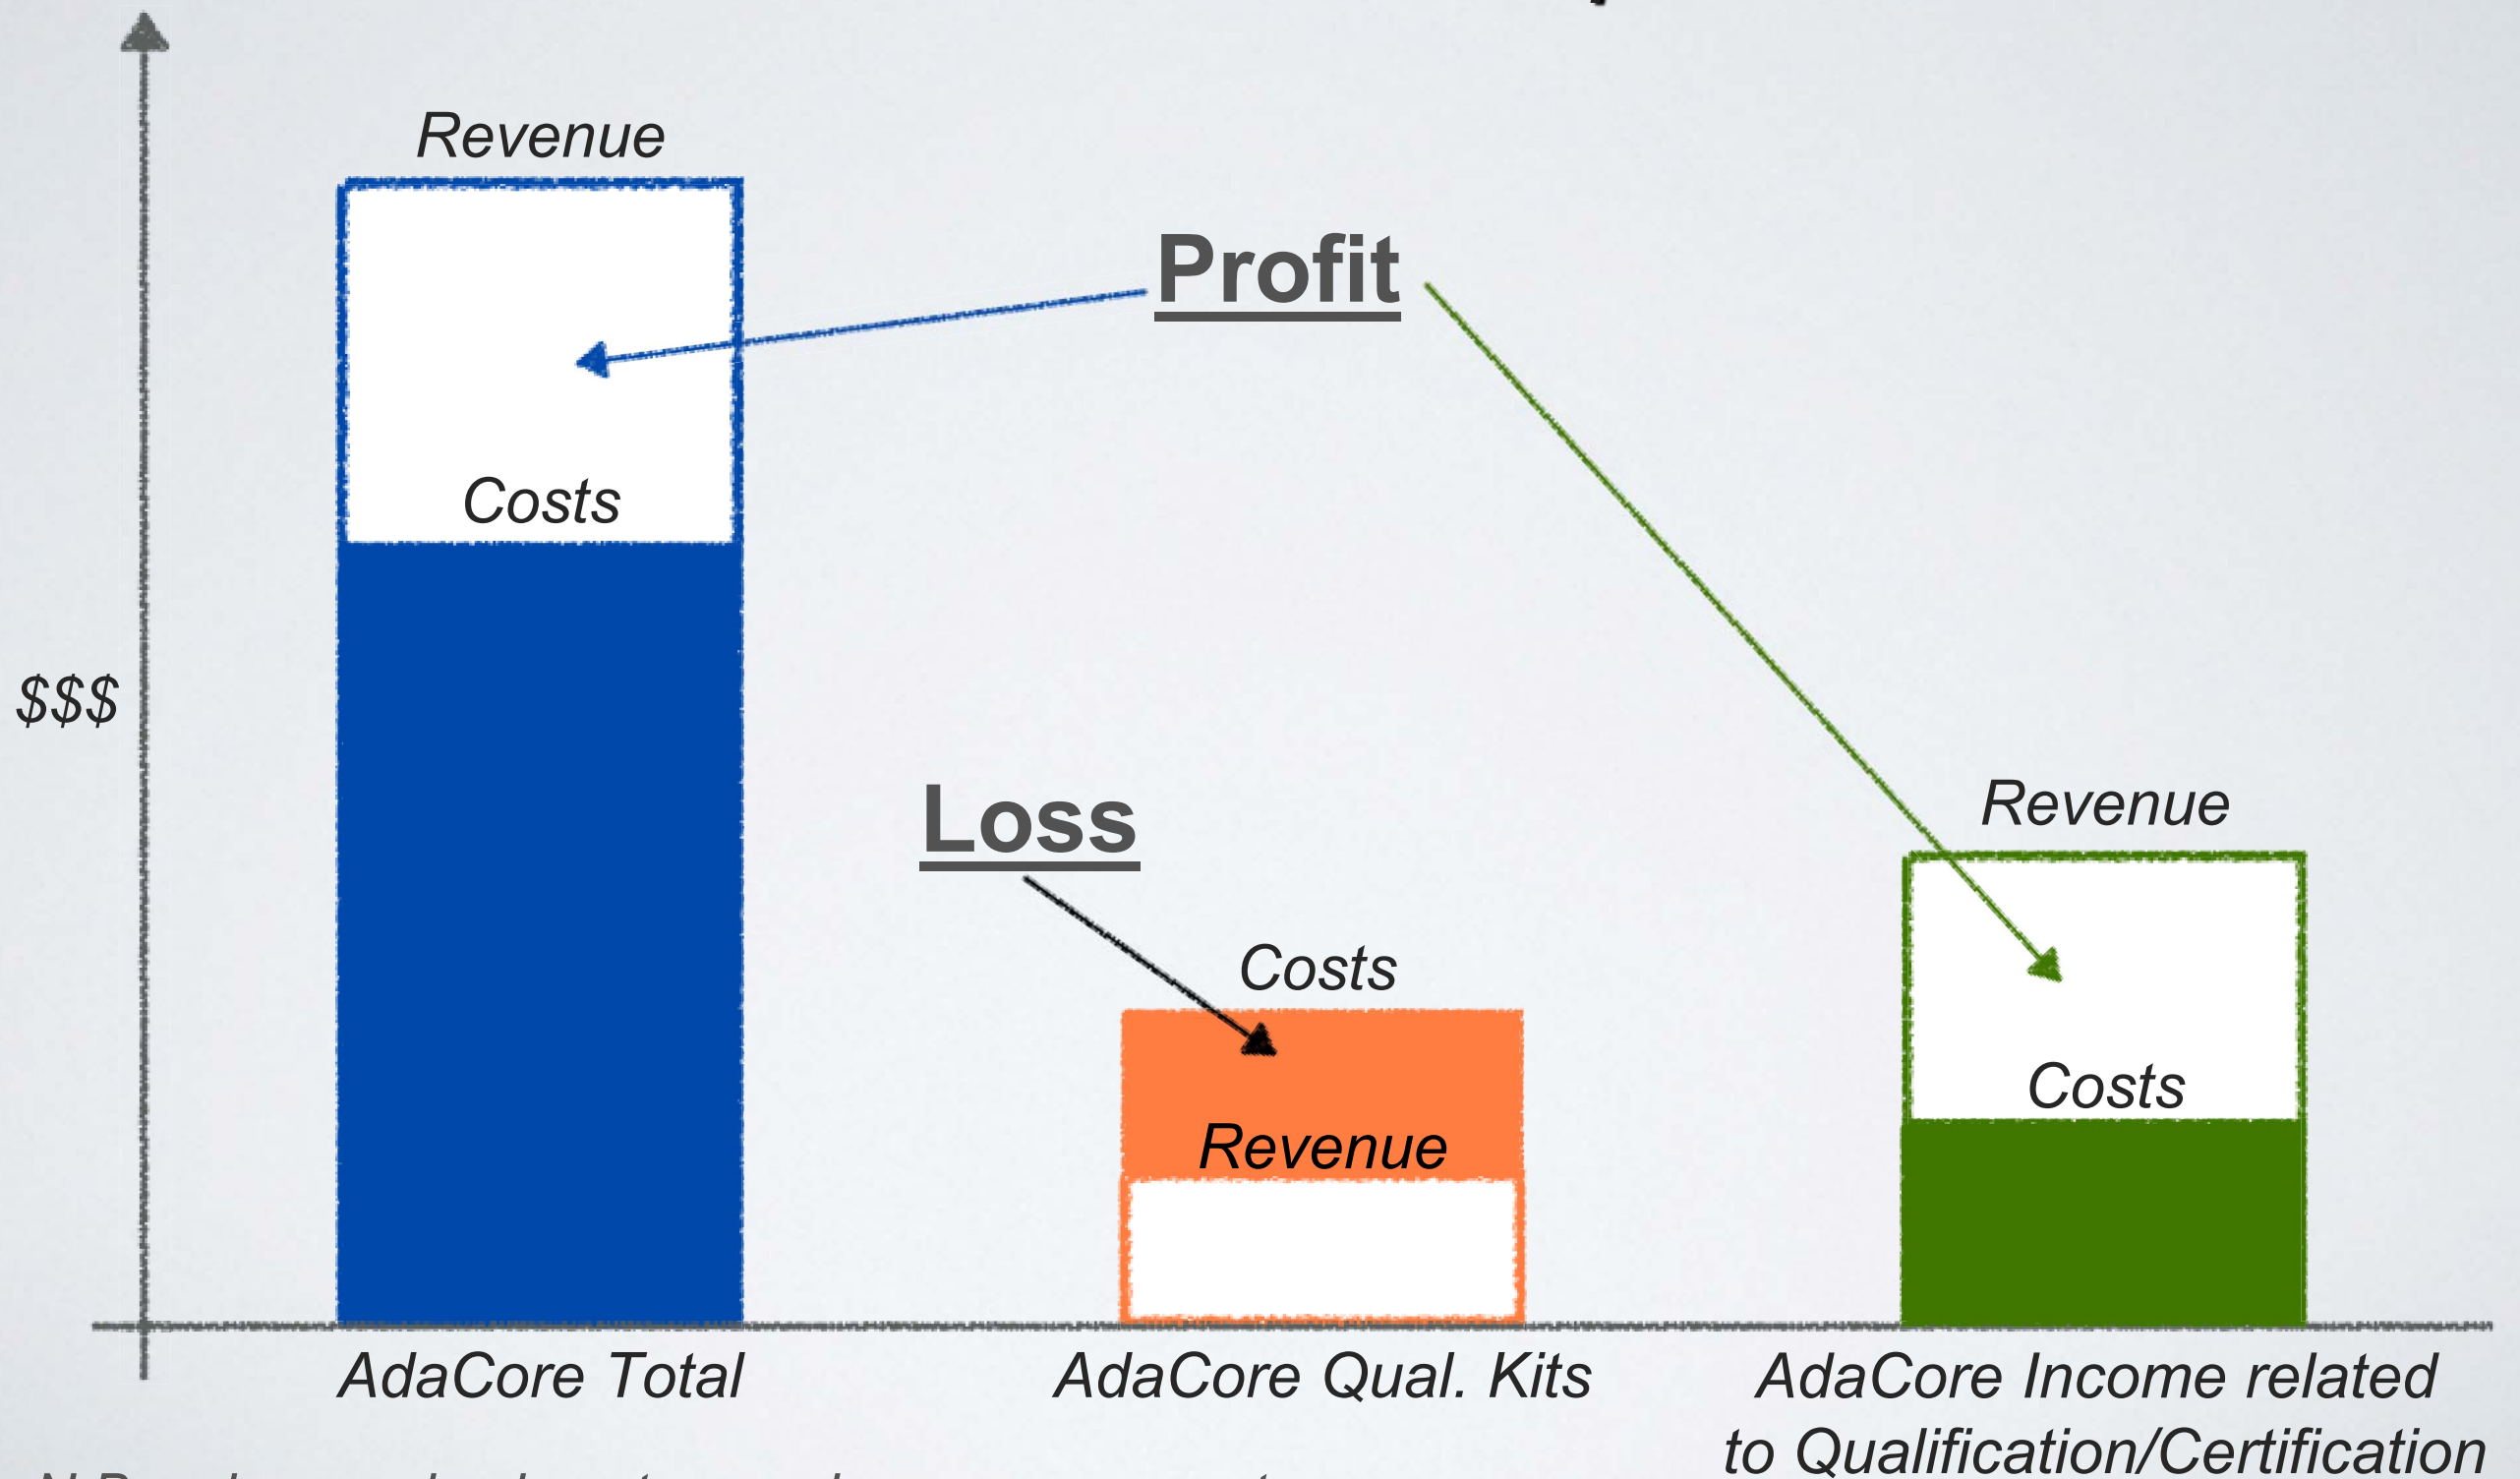 Revenue
Profit
Costs
$$$
Loss
Revenue
Costs
Costs
Revenue
AdaCore Total
AdaCore Qual. Kits
AdaCore Income related
to Qualification/Certification